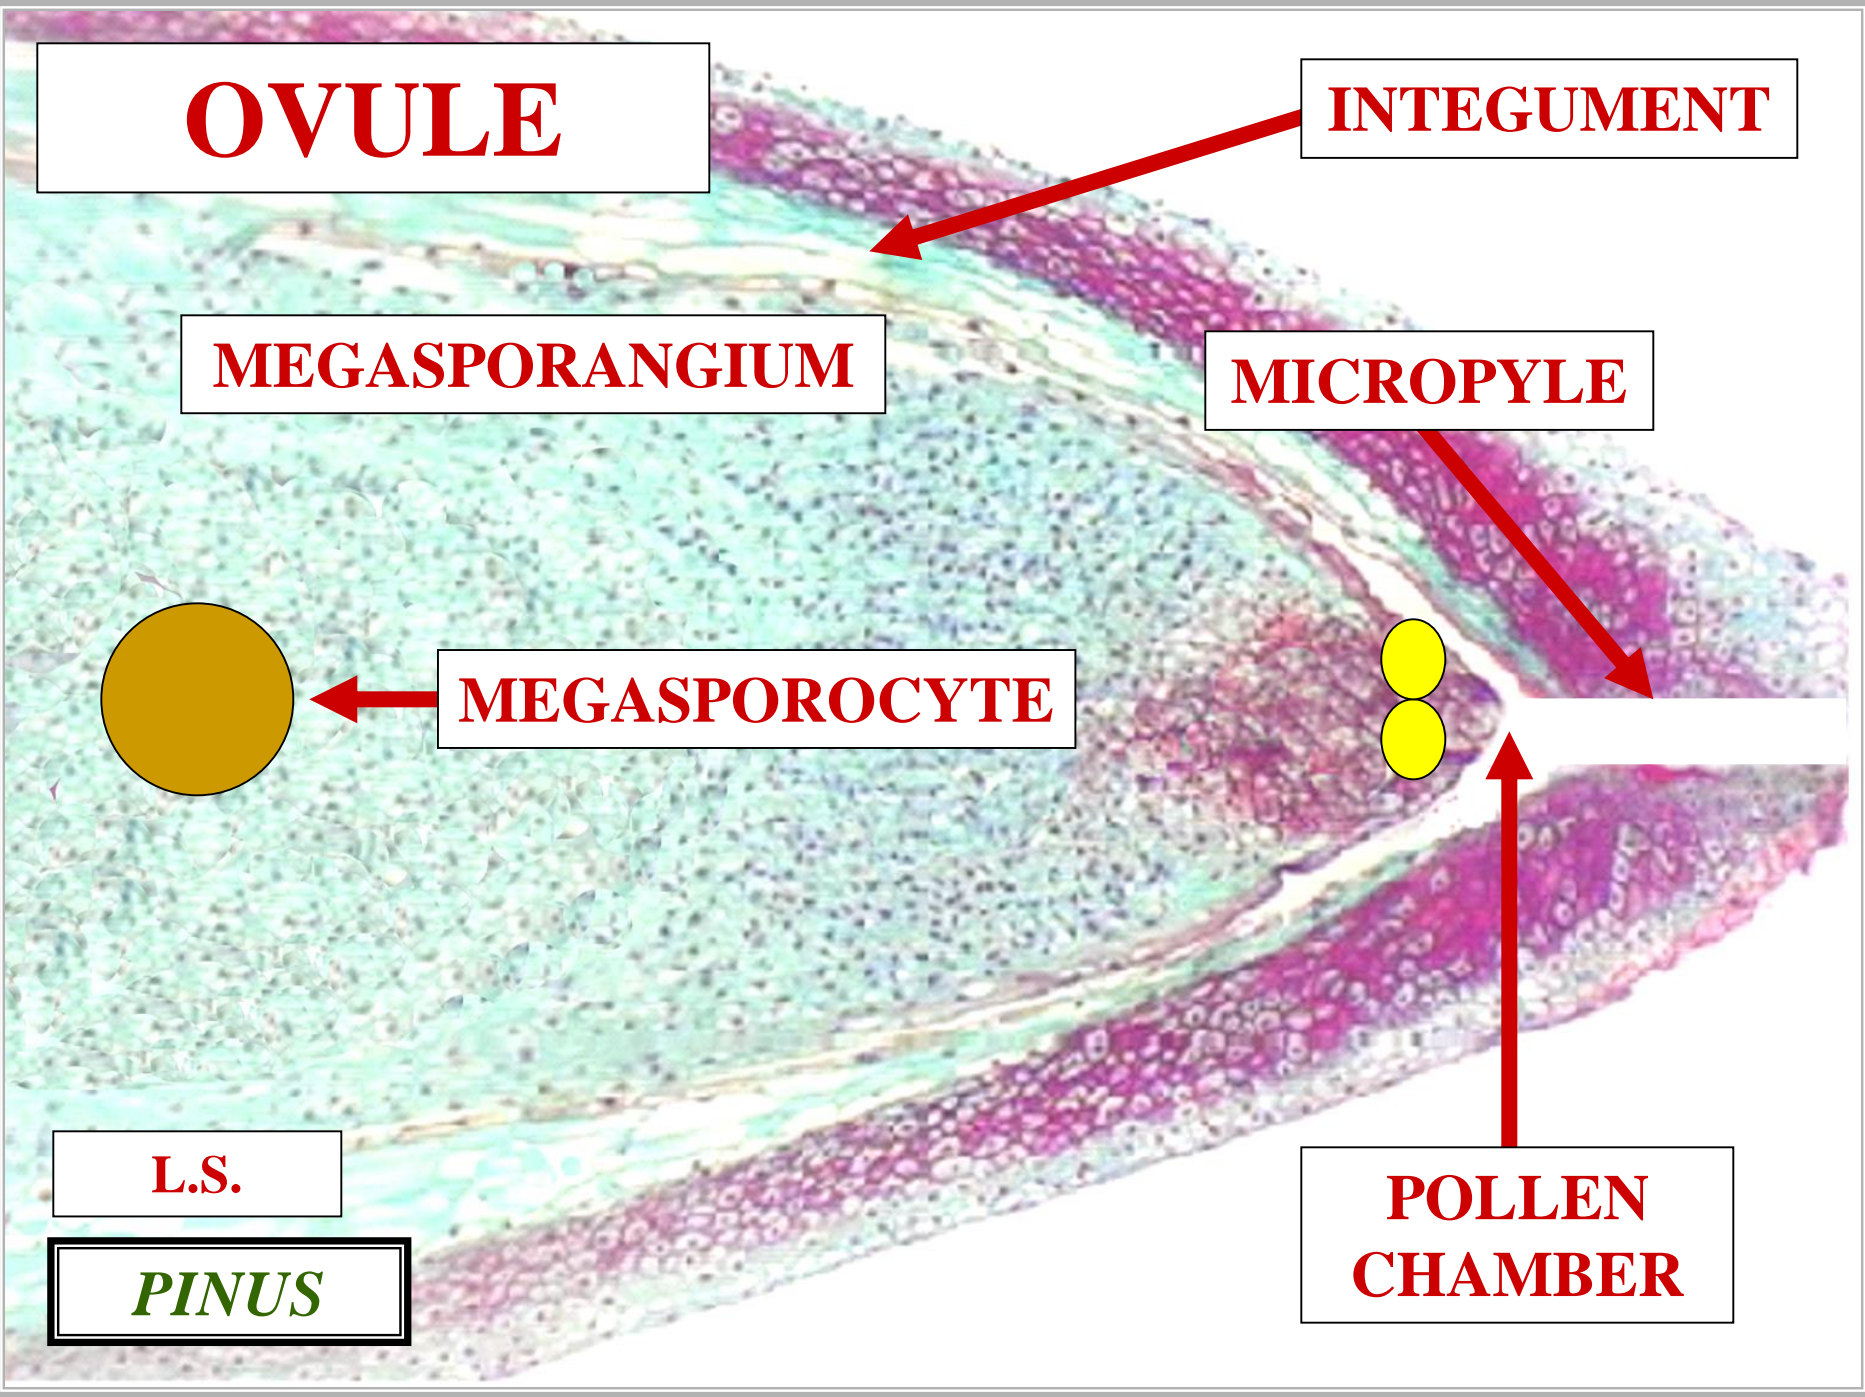 OVULE
INTEGUMENT
MEGASPORANGIUM
MICROPYLE
MEGASPOROCYTE
L.S.
PINUS
POLLEN
CHAMBER